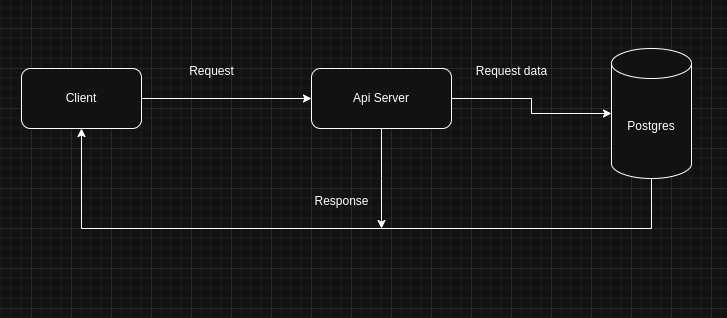 Request
Request data
Client
Api Server
Postgres
Response